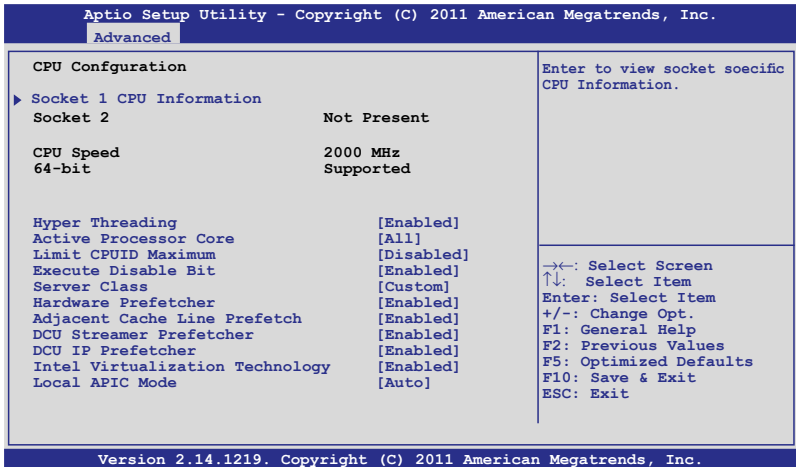 Aptio Setup Utility - Copyright (C) 2011 American Megatrends, Inc.
Advanced
CPU Confguration
Socket 1 CPU Information
Socket 2 Not Present
CPU Speed 2000 MHz
64-bit Supported
Hyper Threading [Enabled]
Active Processor Core [All]
Limit CPUID Maximum [Disabled]
Execute Disable Bit [Enabled]
Server Class [Custom]
Hardware Prefetcher [Enabled]
Adjacent Cache Line Prefetch [Enabled]
DCU Streamer Prefetcher [Enabled]
DCU IP Prefetcher [Enabled]
Intel Virtualization Technology [Enabled]
Local APIC Mode [Auto]
Enter to view socket soecific
CPU Information.
→←: Select Screen
↑↓: Select Item
Enter: Select Item
+/-: Change Opt.
F1: General Help
F2: Previous Values
F5: Optimized Defaults
F10: Save & Exit
ESC: Exit
Version 2.14.1219. Copyright (C) 2011 American Megatrends, Inc.